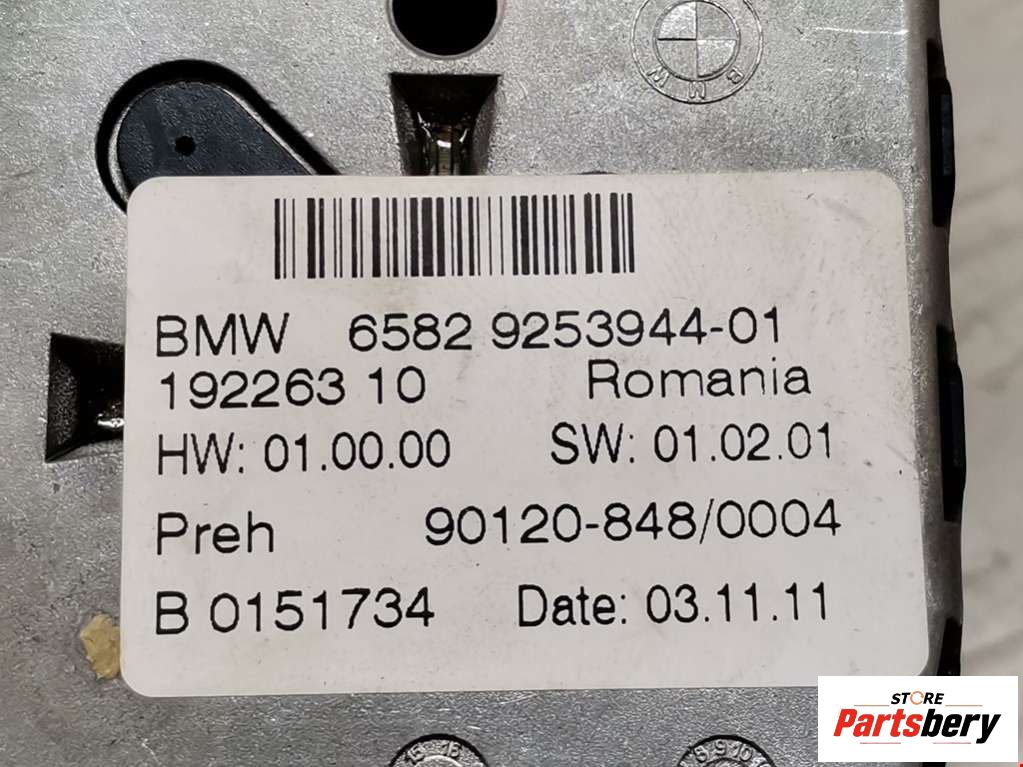 BMW
BMW 6582 9253944-01
192263 10 Romania
HW: 01.00.00 SW: 01.02.01
Preh 90120-848/0004
B 0151734 Date: 03.11.11
STORE
Partsbery